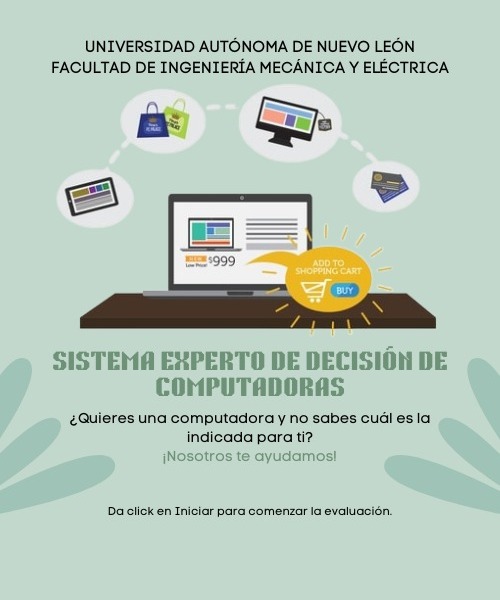 UNIVERSIDAD AUTÓNOMA DE NUEVO LEÓN
FACULTAD DE INGENIERÍA MECÁNICA Y ELÉCTRICA
NEW
Low Price!
$999
ADD TO
SHOPPING CART
BUY
SISTEMA EXPERTO DE DECISIÓN DE
COMPUTADORAS
¿Quieres una computadora y no sabes cuál es la
indicada para ti?
¡Nosotros te ayudamos!
Da click en Iniciar para comenzar la evaluación.